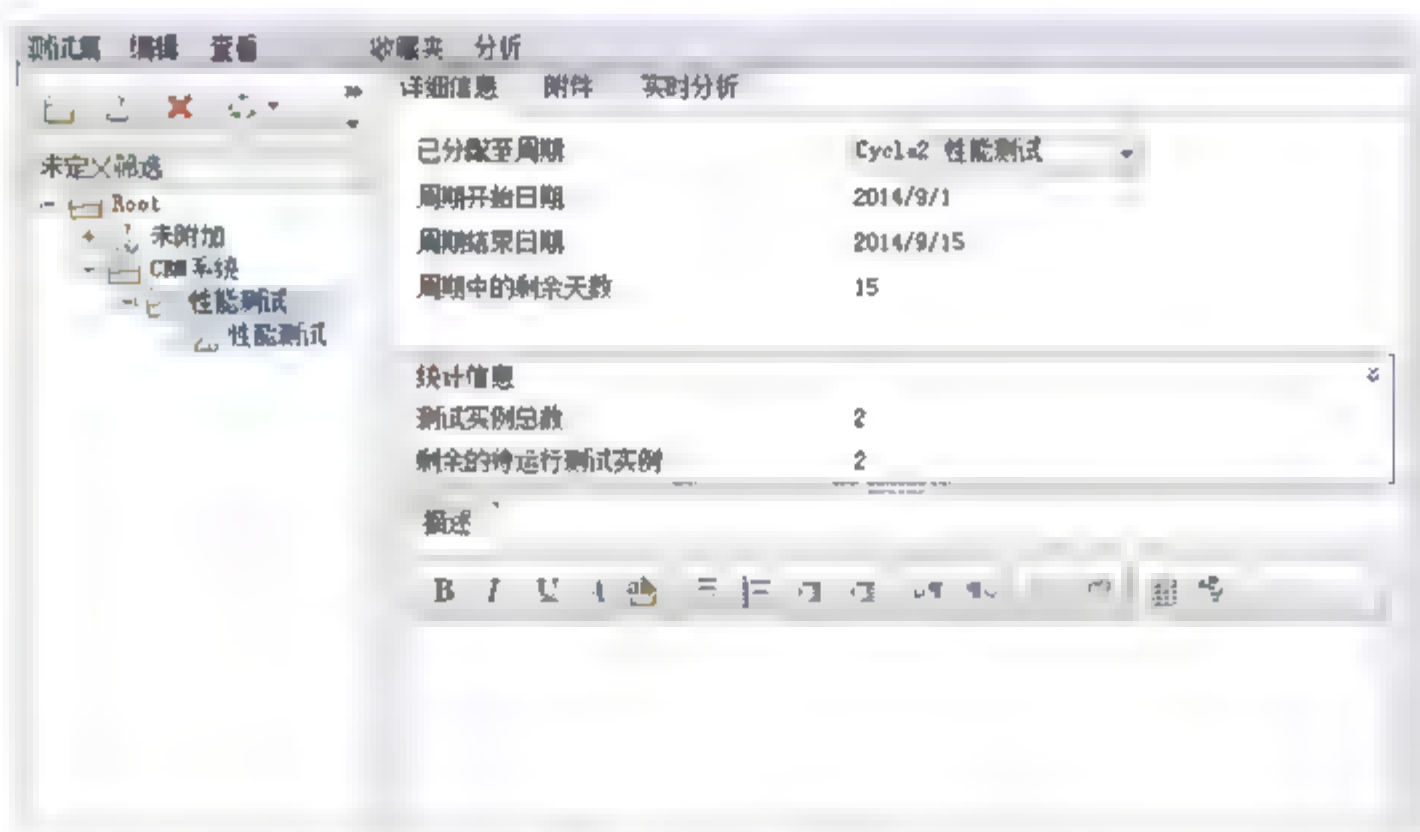 测试集 编辑 查看 收藏夹 分析
详细信息 附件 实时分析
未定义筛选
Root
未附加
CRM系统
性能测试
性能测试
已分配至周期 Cycle2 性能测试
周期开始日期 2014/9/1
周期结束日期 2014/9/15
周期中的剩余天数 15
统计信息
测试实例总数 2
剩余的待运行测试实例 2
描述
B I U A ab